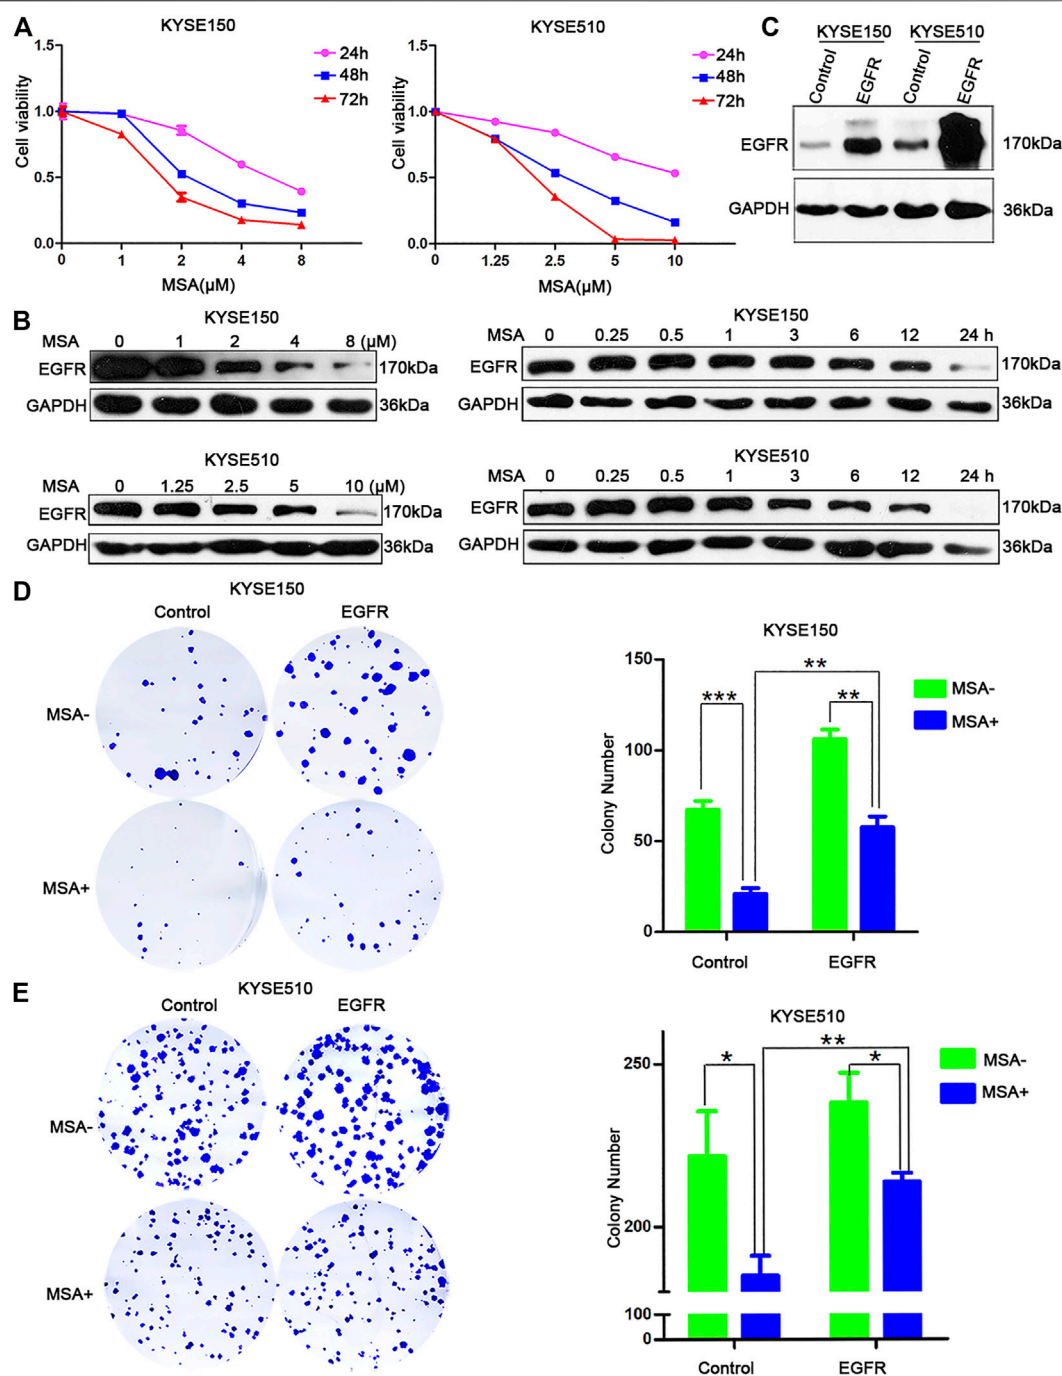 A
KYSE150
1.5
1.0
0.5
0.0
Cell viability
24h
48h
72h
0 1 2 4 8
MSA(μM)
KYSE510
1.5
1.0
0.5
0.0
Cell viability
24h
48h
72h
0 1.25 2.5 5 10
MSA(μM)
C
KYSE150 KYSE510
Control EGFR Control EGFR
EGFR 170kDa
GAPDH 36kDa
B
KYSE150
MSA 0 1 2 4 8 (μM)
EGFR 170kDa
GAPDH 36kDa
KYSE150
MSA 0 0.25 0.5 1 3 6 12 24 h
EGFR 170kDa
GAPDH 36kDa
KYSE510
MSA 0 1.25 2.5 5 10 (μM)
EGFR 170kDa
GAPDH 36kDa
KYSE510
MSA 0 0.25 0.5 1 3 6 12 24 h
EGFR 170kDa
GAPDH 36kDa
D
KYSE150
Control EGFR
MSA-
MSA+
KYSE150
150
100
50
0
Colony Number
*** ** **
MSA-
MSA+
Control EGFR
E
KYSE510
Control EGFR
MSA-
MSA+
KYSE510
250
200
100
0
Colony Number
* ** *
MSA-
MSA+
Control EGFR